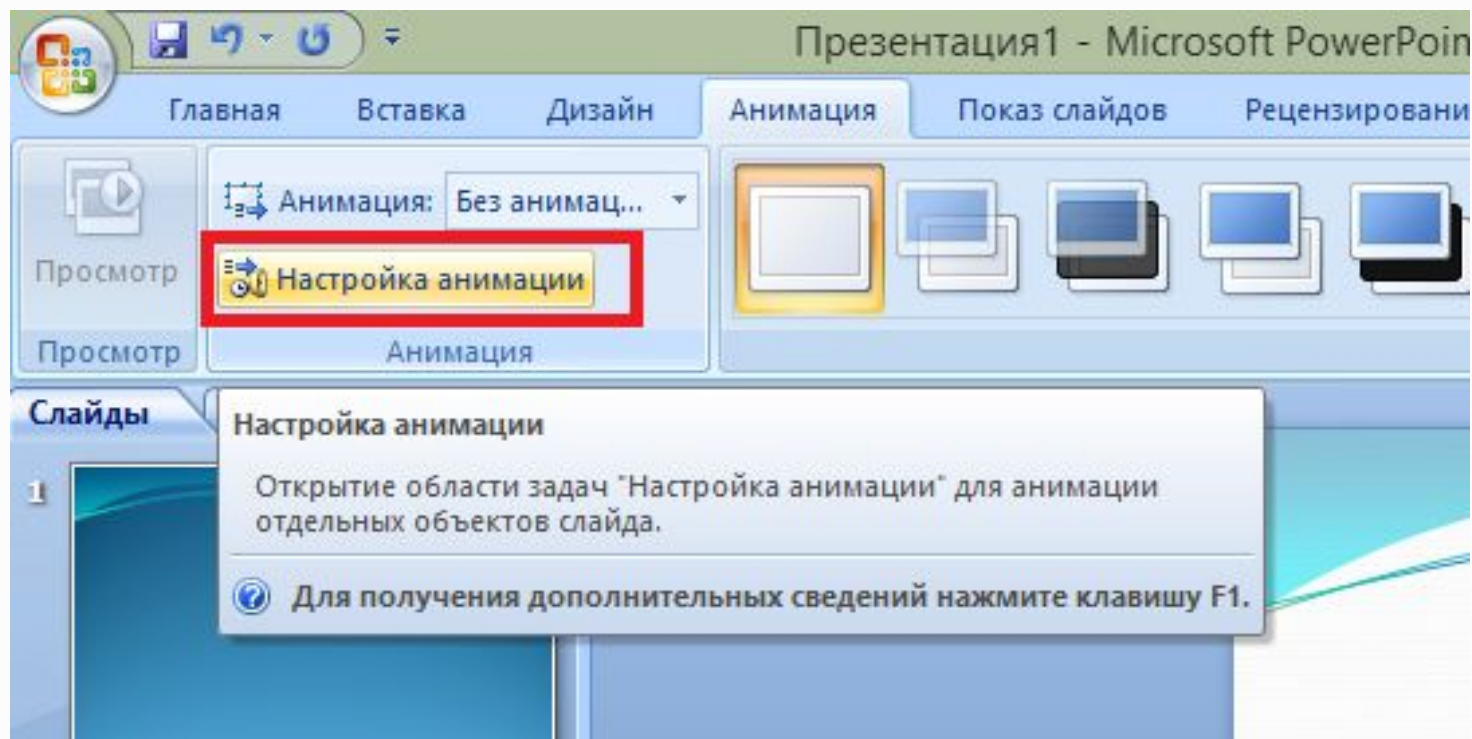 Презентация1 - Microsoft PowerPoin
Главная Вставка Дизайн Анимация Показ слайдов Рецензировани
Анимация: Без анимац...
Просмотр
Настройка анимации
Просмотр Анимация
Слайды
Настройка анимации
Открытие области задач "Настройка анимации" для анимации
отдельных объектов слайда.
1
Для получения дополнительных сведений нажмите клавишу F1.